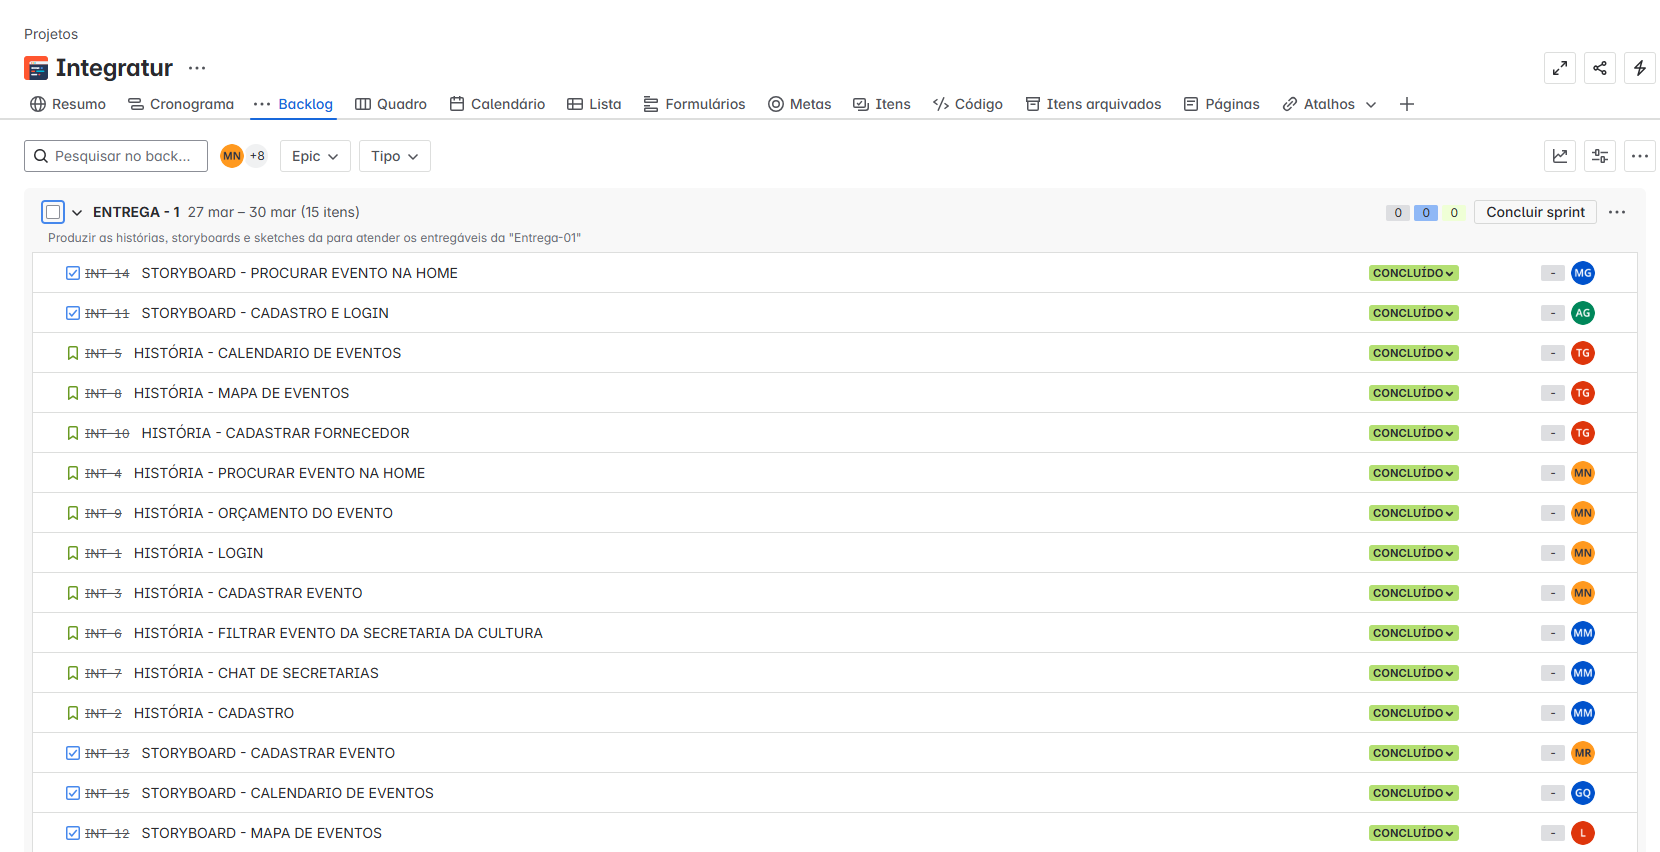 Projetos
Integratur
Resumo Cronograma Backlog Quadro Calendário Lista Formulários Metas Itens Código Itens arquivados Páginas Atalhos
Pesquisar no back... MN +8 Epic Tipo
ENTREGA - 1 27 mar – 30 mar (15 itens) 0 0 0 Concluir sprint
Produzir as histórias, storyboards e sketches da para atender os entregáveis da "Entrega-01"
INT-14 STORYBOARD - PROCURAR EVENTO NA HOME CONCLUÍDO - MG
INT-11 STORYBOARD - CADASTRO E LOGIN CONCLUÍDO - AG
INT-5 HISTÓRIA - CALENDARIO DE EVENTOS CONCLUÍDO - TG
INT-8 HISTÓRIA - MAPA DE EVENTOS CONCLUÍDO - TG
INT-10 HISTÓRIA - CADASTRAR FORNECEDOR CONCLUÍDO - TG
INT-4 HISTÓRIA - PROCURAR EVENTO NA HOME CONCLUÍDO - MN
INT-9 HISTÓRIA - ORÇAMENTO DO EVENTO CONCLUÍDO - MN
INT-1 HISTÓRIA - LOGIN CONCLUÍDO - MN
INT-3 HISTÓRIA - CADASTRAR EVENTO CONCLUÍDO - MN
INT-6 HISTÓRIA - FILTRAR EVENTO DA SECRETARIA DA CULTURA CONCLUÍDO - MM
INT-7 HISTÓRIA - CHAT DE SECRETARIAS CONCLUÍDO - MM
INT-2 HISTÓRIA - CADASTRO CONCLUÍDO - MM
INT-13 STORYBOARD - CADASTRAR EVENTO CONCLUÍDO - MR
INT-15 STORYBOARD - CALENDARIO DE EVENTOS CONCLUÍDO - GQ
INT-12 STORYBOARD - MAPA DE EVENTOS CONCLUÍDO - L